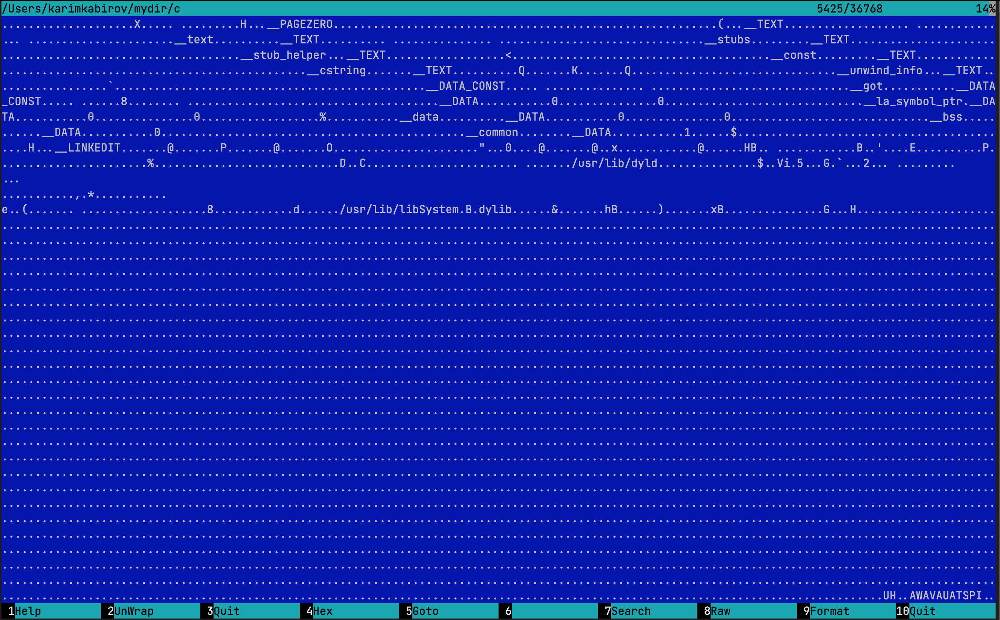 /Users/karimkabirov/mydir/c 5425/36768 14%
....................X..... .........H...__PAGEZERO..........................................................(...__TEXT................... ............
... ......................__text..........__TEXT.......... ............... ...............................__stubs.........__TEXT......................
....................................__stub_helper...__TEXT..................<.......................................__const.........__TEXT............
..............................................__cstring.......__TEXT..........Q.......K.......Q...............................__unwind_info...__TEXT..
................`...............................................__DATA_CONST..... ............... ..............................__got...........__DATA
_CONST..... ......8........ ......................................__DATA...........0...............0..............................__la_symbol_ptr.__DA
TA...........0...............0..................%...........__data..........__DATA...........0...............0..............................__bss.....
......__DATA...........0..............................................__common........__DATA...........1......$.......................................
....H...__LINKEDIT.......@.......P.......@.......O......................"...0....@.......@..x............@......HB.. ............B..'....E..........P.
......................%............................D..C....................... ......./usr/lib/dyld...............$..Vi.5...G.`...2... .........
...
...........,.*...........
e..(....... ...................8............d....../usr/lib/libSystem.B.dylib......&.......hB......).......xB...............G...H.....................
.....................................................................................................................................UH..AWAVAUATSPI..
1Help 2UnWrap 3Quit 4Hex 5Goto 6 7Search 8Raw 9Format 10Quit